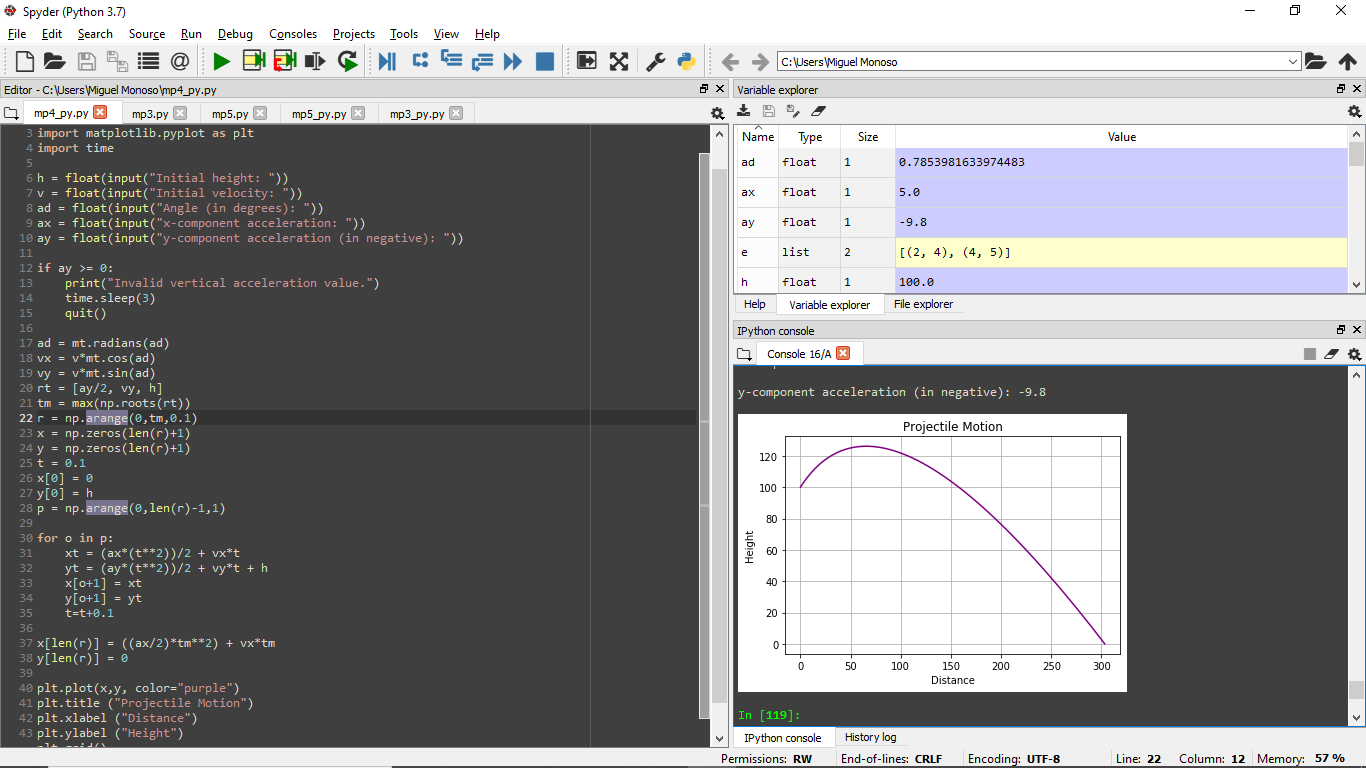 Spyder (Python 3.7)
File Edit Search Source Run Debug Consoles Projects Tools View Help
C:\Users\Miguel Monoso
Editor - C:\Users\Miguel Monoso\mp4_py.py
mp4_py.py mp3.py mp5.py mp5_py.py mp3_py.py
3 import matplotlib.pyplot as plt
4 import time
5
6 h = float(input("Initial height: "))
7 v = float(input("Initial velocity: "))
8 ad = float(input("Angle (in degrees): "))
9 ax = float(input("x-component acceleration: "))
10 ay = float(input("y-component acceleration (in negative): "))
11
12 if ay >= 0:
13     print("Invalid vertical acceleration value.")
14     time.sleep(3)
15     quit()
16
17 ad = mt.radians(ad)
18 vx = v*mt.cos(ad)
19 vy = v*mt.sin(ad)
20 rt = [ay/2, vy, h]
21 tm = max(np.roots(rt))
22 r = np.arange(0,tm,0.1)
23 x = np.zeros(len(r)+1)
24 y = np.zeros(len(r)+1)
25 t = 0.1
26 x[0] = 0
27 y[0] = h
28 p = np.arange(0,len(r)-1,1)
29
30 for o in p:
31     xt = (ax*(t**2))/2 + vx*t
32     yt = (ay*(t**2))/2 + vy*t + h
33     x[o+1] = xt
34     y[o+1] = yt
35     t=t+0.1
36
37 x[len(r)] = ((ax/2)*tm**2) + vx*tm
38 y[len(r)] = 0
39
40 plt.plot(x,y, color="purple")
41 plt.title ("Projectile Motion")
42 plt.xlabel ("Distance")
43 plt.ylabel ("Height")
Variable explorer
Name Type Size Value
ad float 1 0.7853981633974483
ax float 1 5.0
ay float 1 -9.8
e list 2 [(2, 4), (4, 5)]
h float 1 100.0
Help Variable explorer File explorer
IPython console
Console 16/A
y-component acceleration (in negative): -9.8
Projectile Motion
120
100
80
60
40
20
0
Height
0 50 100 150 200 250 300
Distance
In [119]:
IPython console History log
Permissions: RW End-of-lines: CRLF Encoding: UTF-8 Line: 22 Column: 12 Memory: 57 %